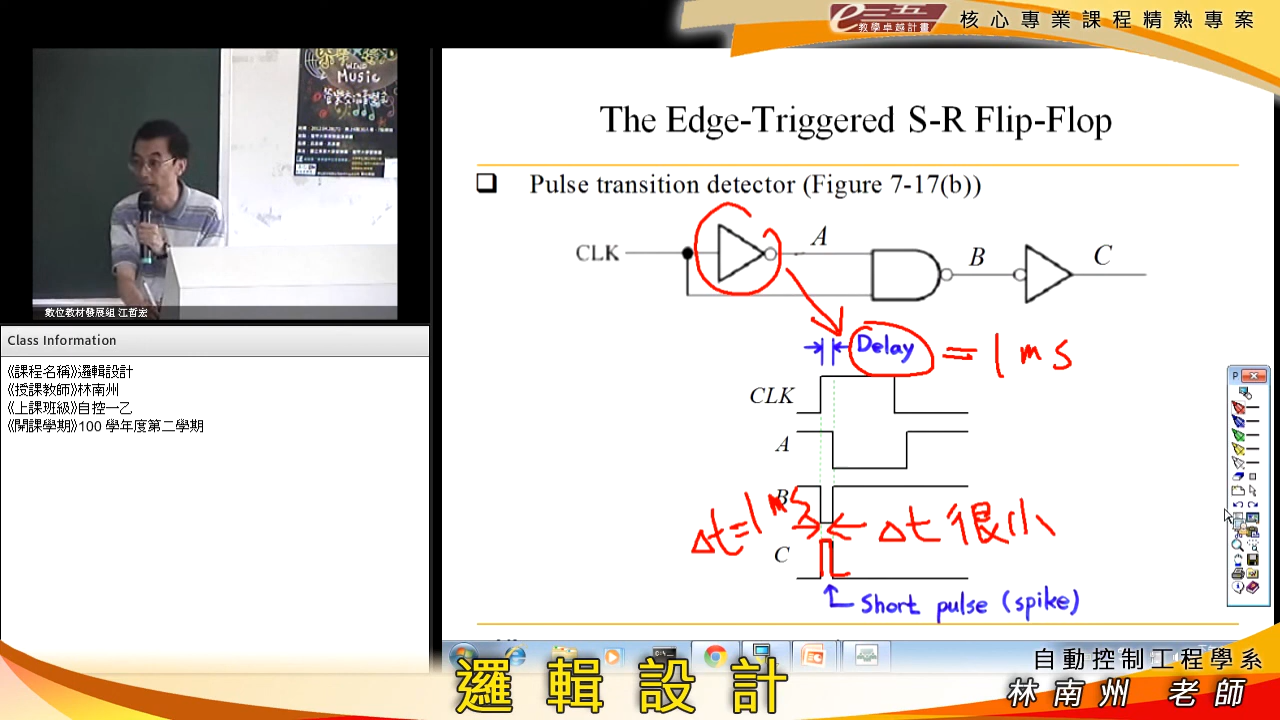 e 三五
教學卓越計畫
核心專業課程精熟專案
WIND
Music
數位教材發展組 江哲宏
Class Information
《課程名稱》邏輯設計
《授課教師》林南州
《上課班級》自控一乙
《開課學期》100 學年度第二學期
The Edge-Triggered S-R Flip-Flop
Pulse transition detector (Figure 7-17(b))
CLK
A
B
C
Delay = 1 ms
CLK
A
B
Δt=1ms
Δt 很小
C
Short pulse (spike)
P
邏輯設計
自動控制工程學系
林南州 老師